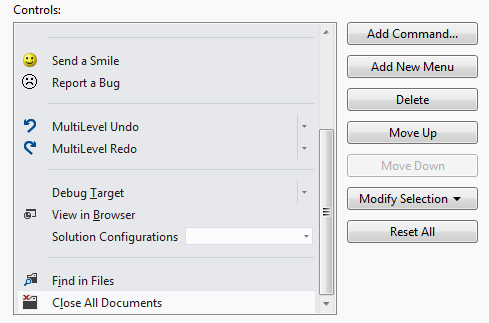 Controls:
Send a Smile
Report a Bug
MultiLevel Undo
MultiLevel Redo
Debug Target
View in Browser
Solution Configurations
Find in Files
Close All Documents
Add Command...
Add New Menu
Delete
Move Up
Move Down
Modify Selection
Reset All